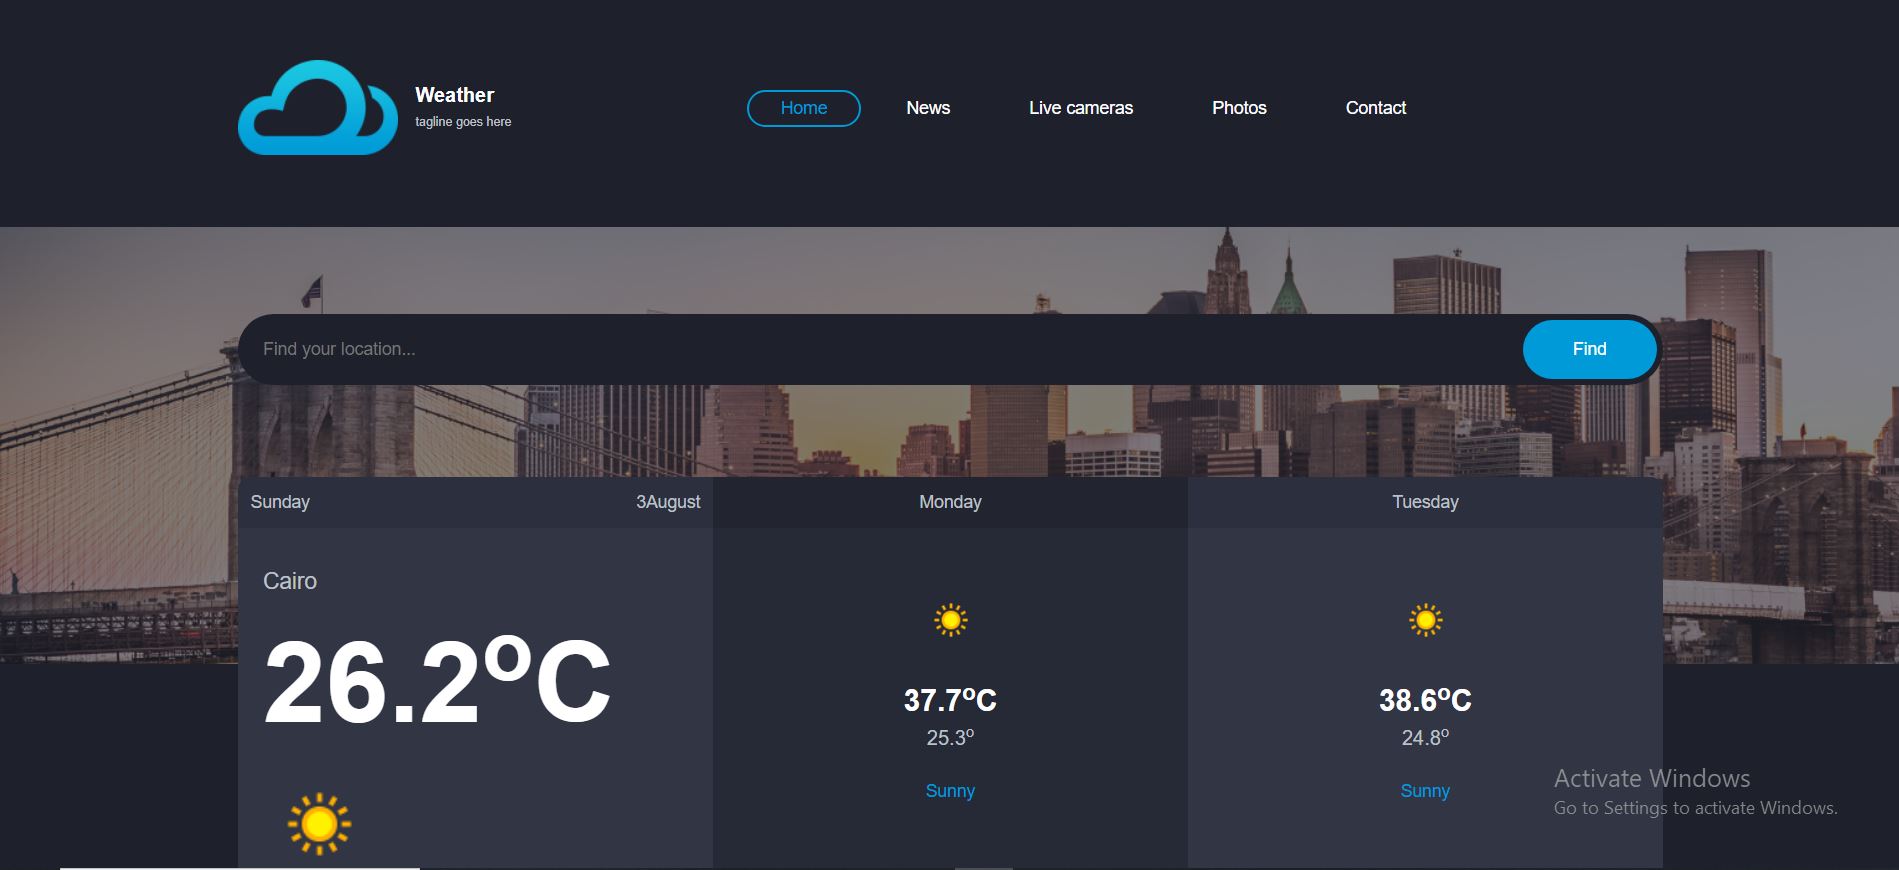 Weather
tagline goes here
Home
News
Live cameras
Photos
Contact
Find your location...
Find
Sunday
3August
Monday
Tuesday
Cairo
26.2ºC
37.7ºC
25.3º
Sunny
38.6ºC
24.8º
Sunny
Activate Windows
Go to Settings to activate Windows.